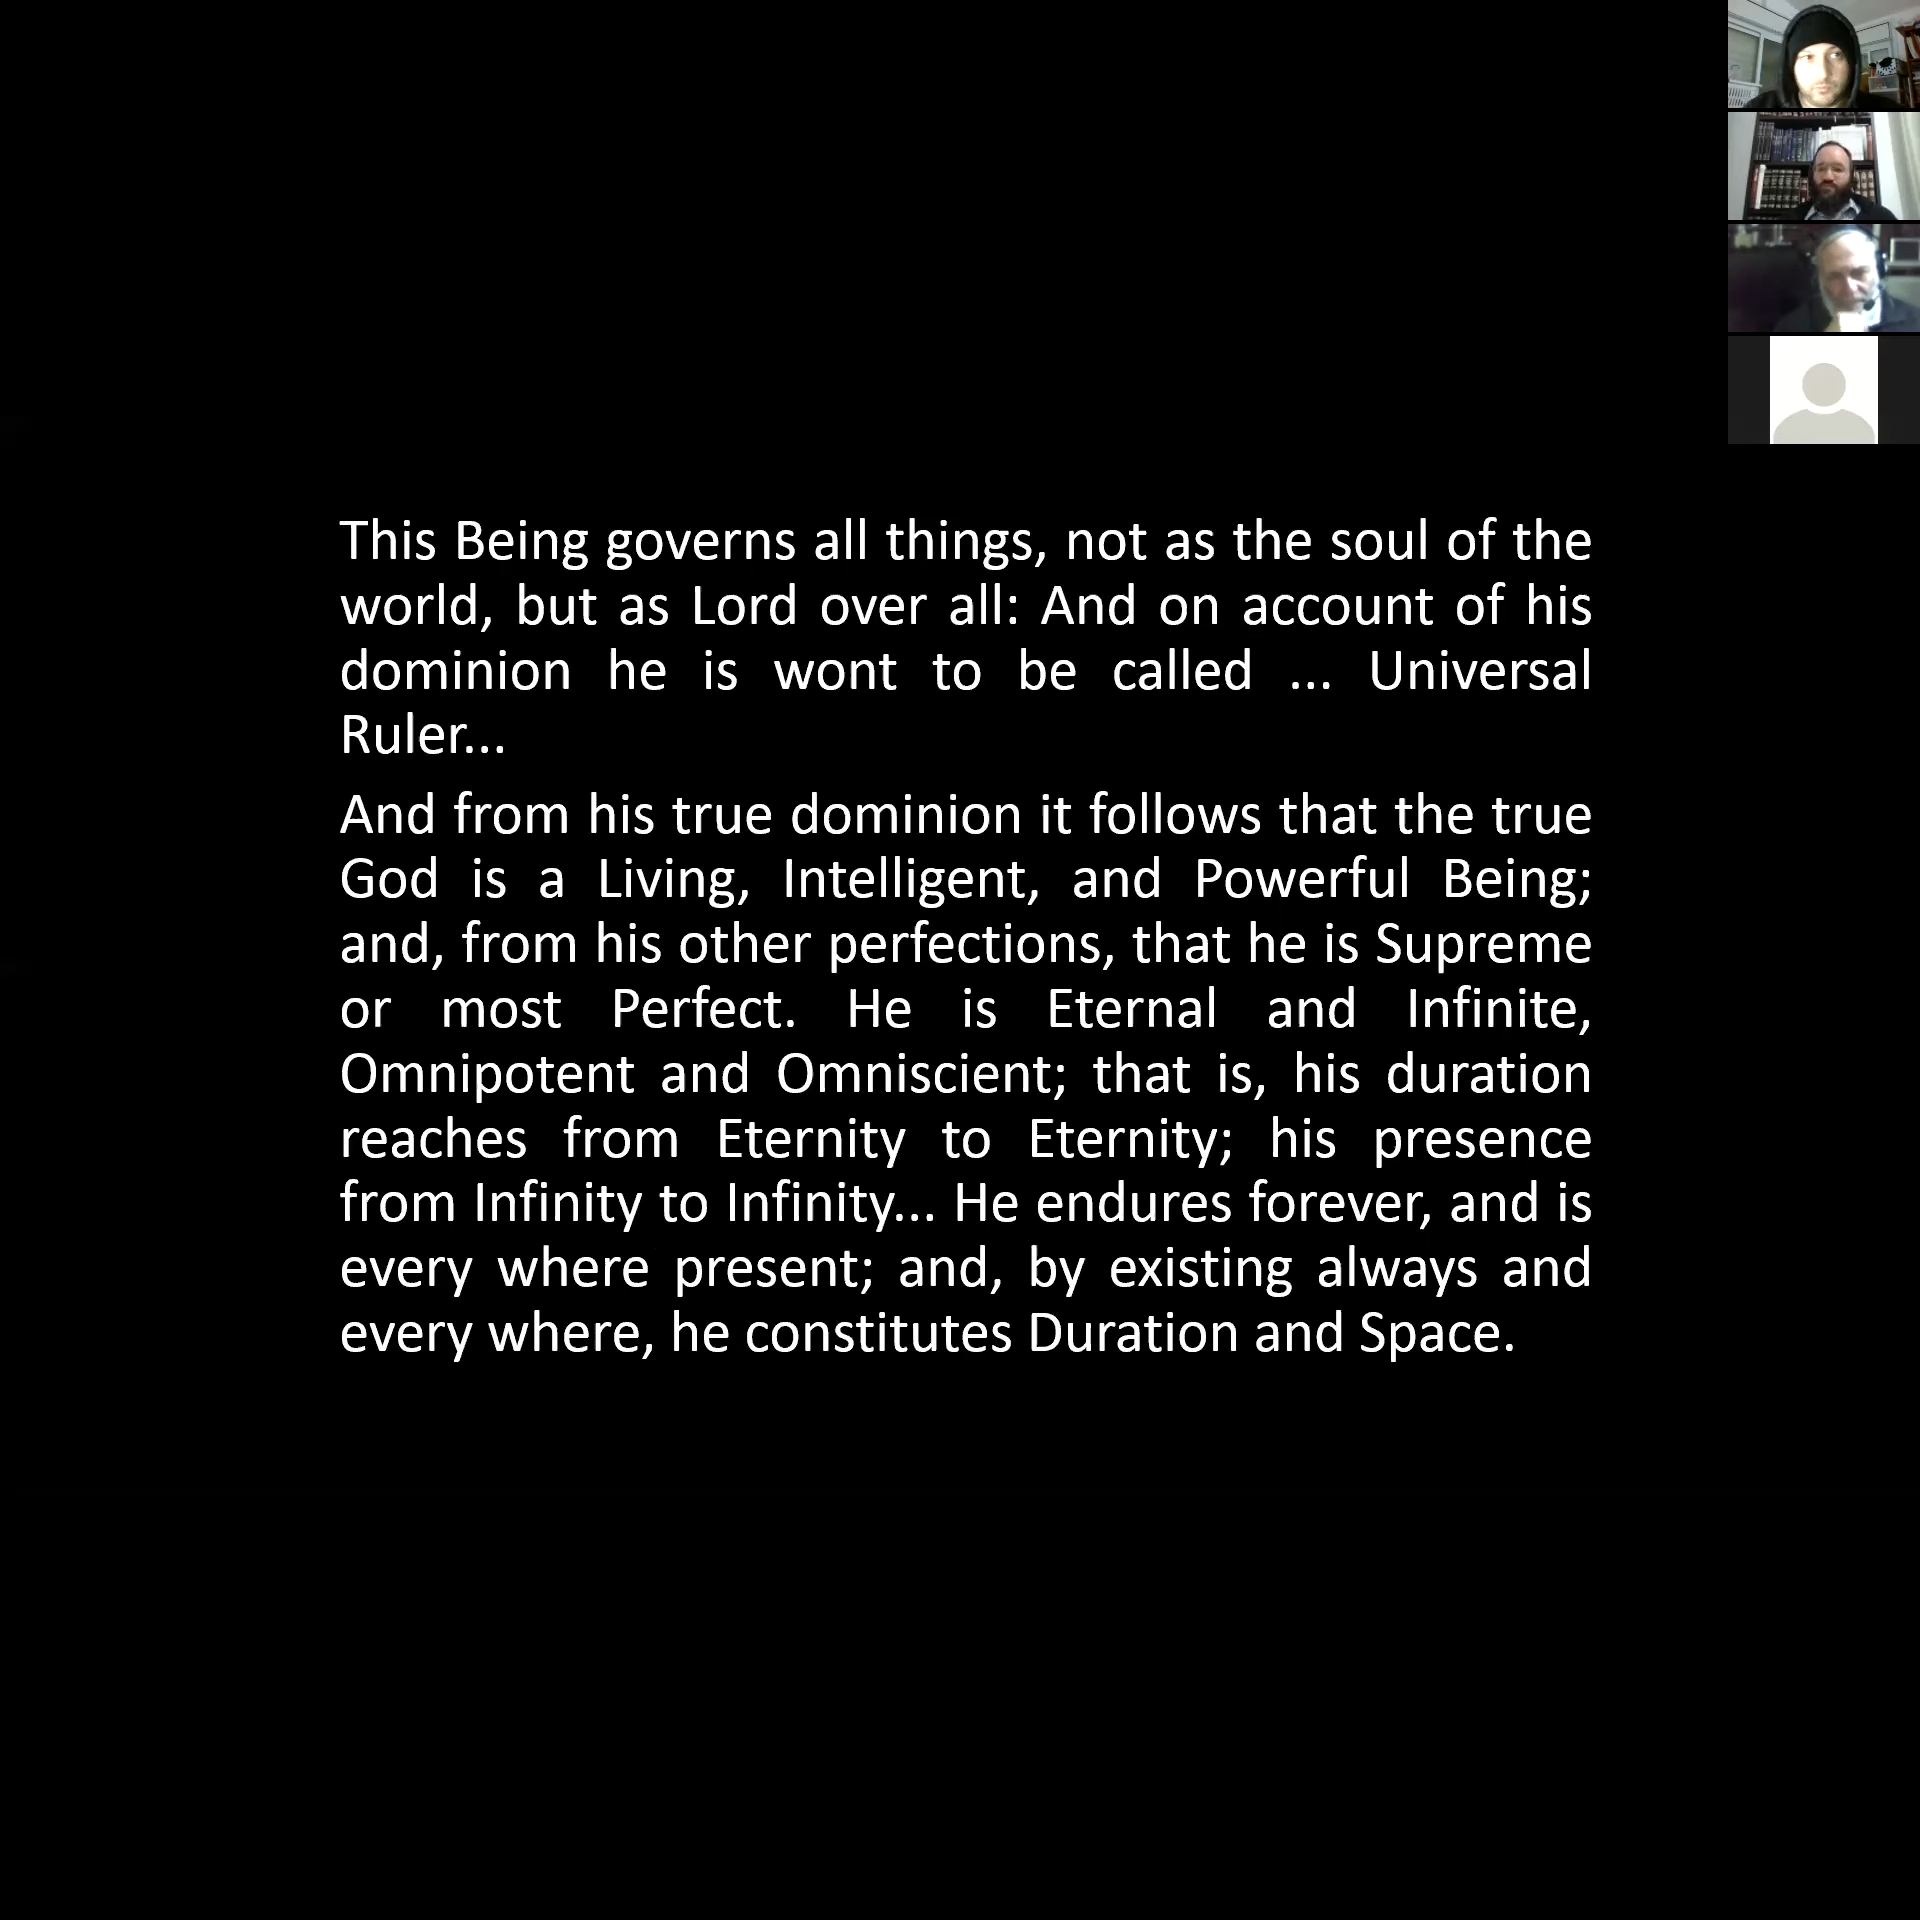 This Being governs all things, not as the soul of the
world, but as Lord over all: And on account of his
dominion he is wont to be called ... Universal
Ruler...
And from his true dominion it follows that the true
God is a Living, Intelligent, and Powerful Being;
and, from his other perfections, that he is Supreme
or most Perfect. He is Eternal and Infinite,
Omnipotent and Omniscient; that is, his duration
reaches from Eternity to Eternity; his presence
from Infinity to Infinity... He endures forever, and is
every where present; and, by existing always and
every where, he constitutes Duration and Space.